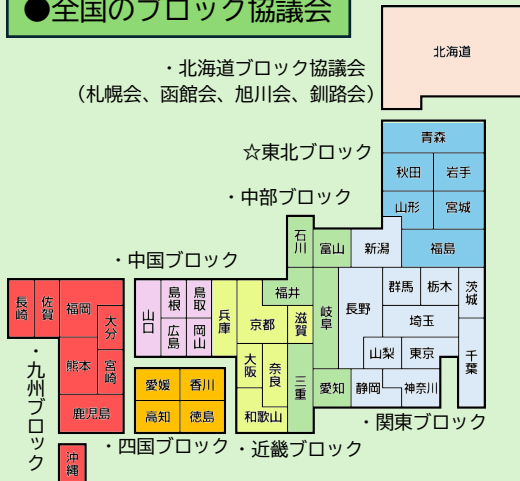 ●全国のブロック協議会
北海道
・北海道ブロック協議会
（札幌会、函館会、旭川会、釧路会）
☆東北ブロック
青森
秋田
岩手
山形
宮城
福島
・中部ブロック
石川
富山
新潟
・中国ブロック
福井
岐阜
長野
群馬
栃木
茨城
埼玉
山梨
東京
千葉
愛知
静岡
神奈川
・関東ブロック
長崎
佐賀
福岡
大分
熊本
宮崎
鹿児島
沖縄
・九州ブロック
山口
島根
鳥取
広島
岡山
兵庫
京都
滋賀
大阪
奈良
三重
和歌山
愛媛
香川
高知
徳島
・四国ブロック
・近畿ブロック